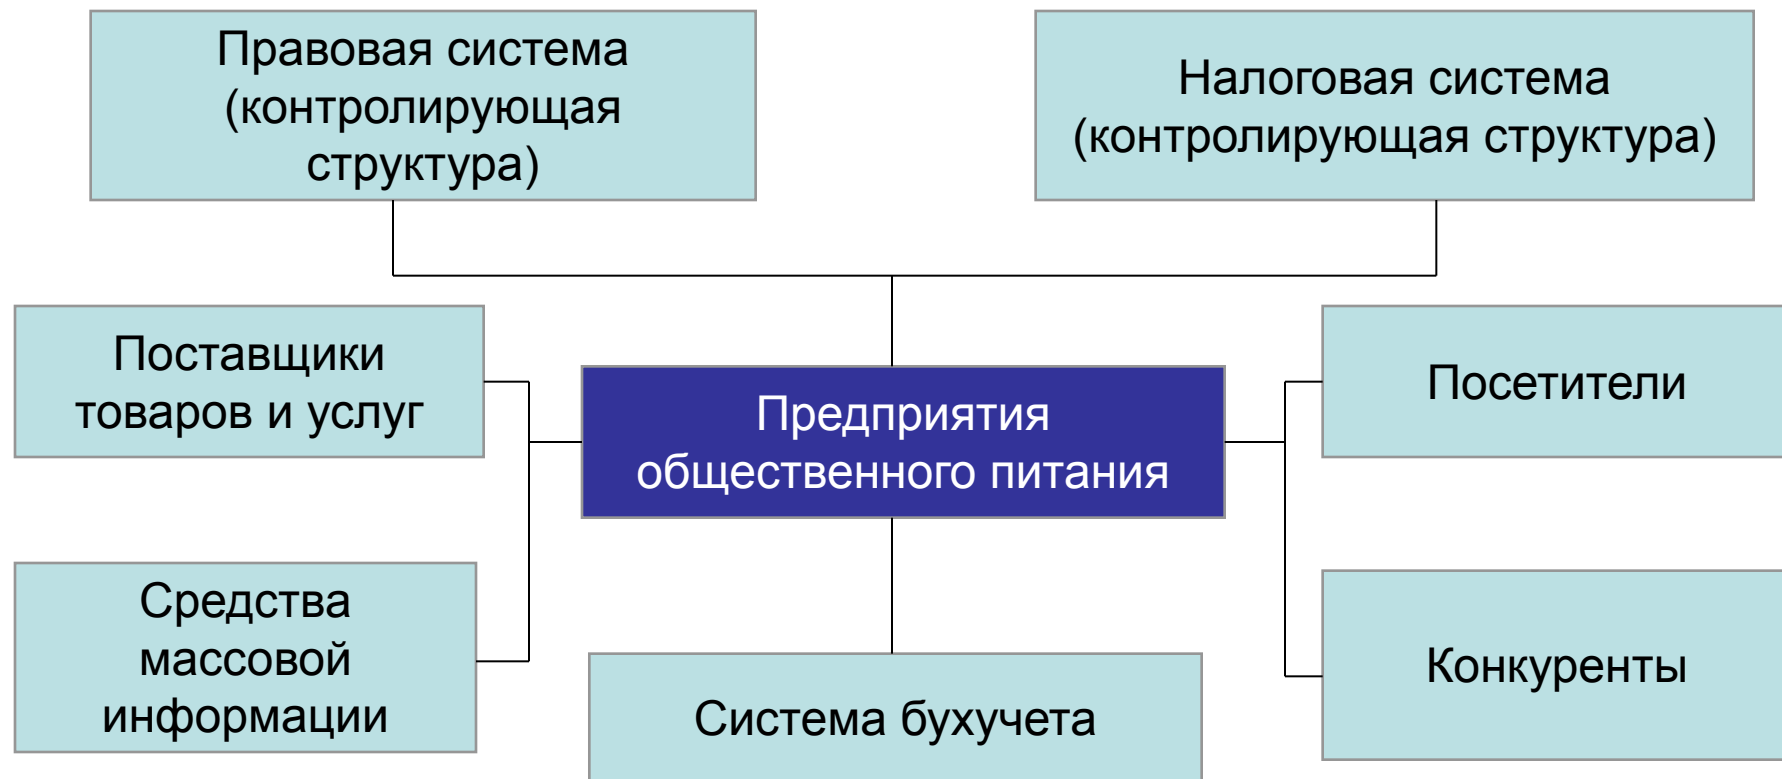 Правовая система
(контролирующая
структура)
Налоговая система
(контролирующая структура)
Поставщики
товаров и услуг
Предприятия
общественного питания
Посетители
Средства
массовой
информации
Система бухучета
Конкуренты